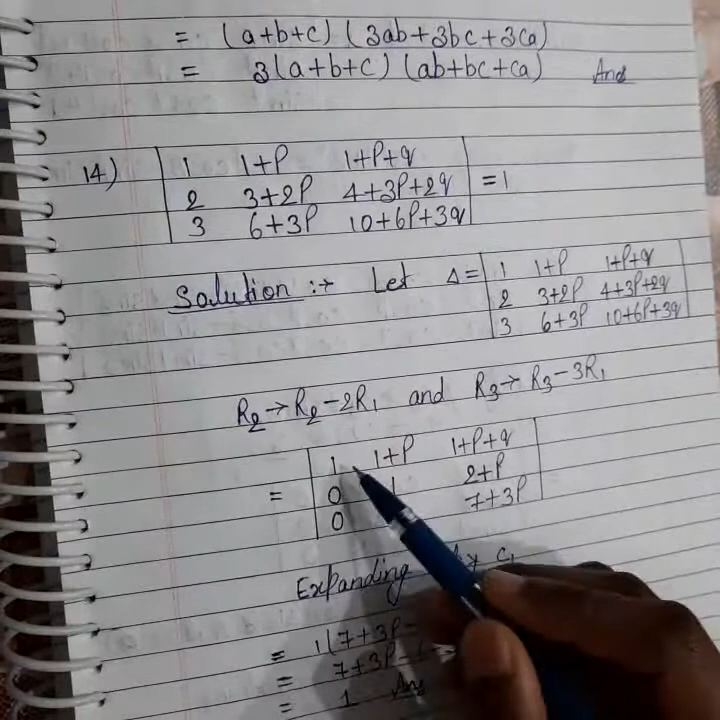 = (a+b+c) (3ab+3bc+3ca)
= 3(a+b+c) (ab+bc+ca) Ans
14) | 1 1+P 1+P+q |
| 2 3+2P 4+3P+2q | = 1
| 3 6+3P 10+6P+3q |
Solution :→ Let Δ = | 1 1+P 1+P+q |
| 2 3+2P 4+3P+2q |
| 3 6+3P 10+6P+3q |
R₂→R₂-2R₁ and R₃→R₃-3R₁
| 1 1+P 1+P+q |
= | 0 1 2+P |
| 0 7+3P |
Expanding by C₁
= 1(7+3P-
= 7+3P-
= 1 Ans